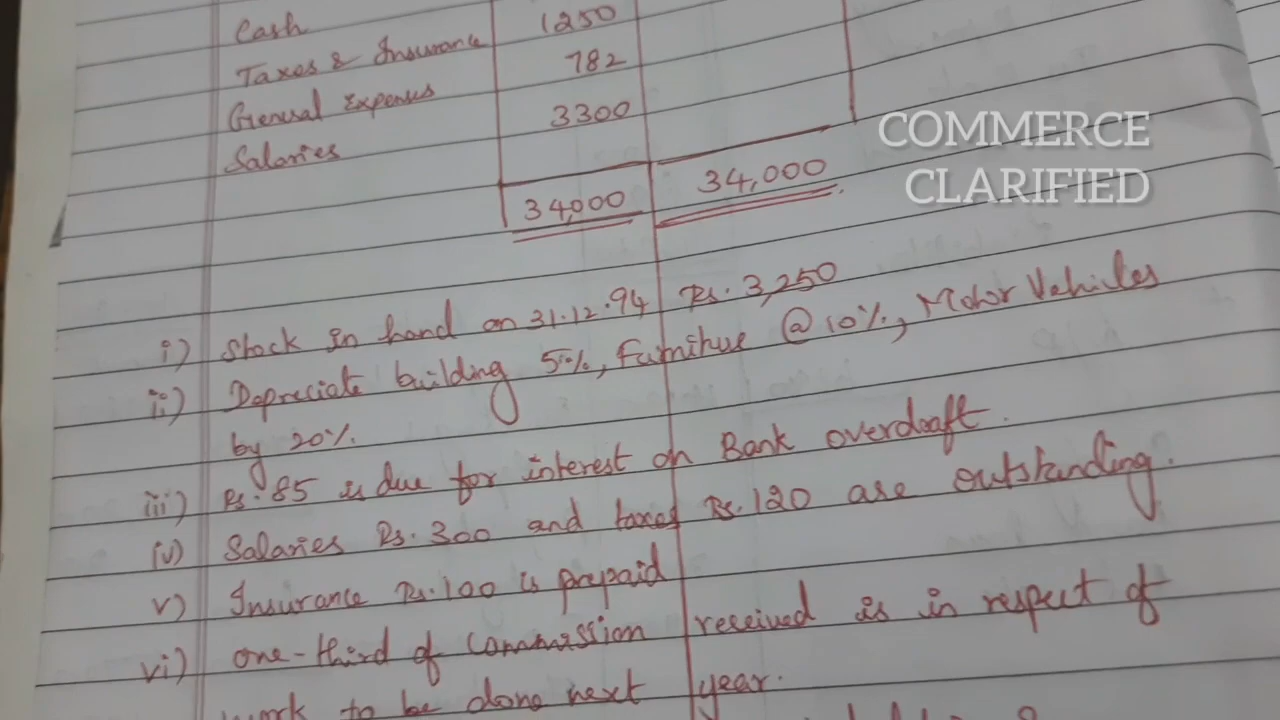 Cash
Taxes & Insurance 1250
General Expenses 782
Salaries 3300
34,000 34,000
COMMERCE
CLARIFIED
i) Stock in hand on 31.12.94 Rs. 3,250
ii) Depreciate building 5%, Furniture @ 10%, Motor Vehicles
by 20%.
iii) Rs. 85 is due for interest on Bank overdraft.
iv) Salaries Rs. 300 and taxes Rs. 120 are outstanding.
v) Insurance Rs. 100 is prepaid
vi) one-third of Commission received is in respect of
work to be done next year.